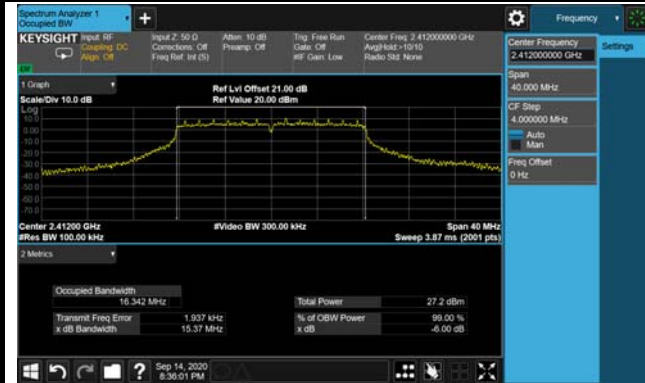 Spectrum Analyzer 1
Occupied BW
Frequency
KEYSIGHT
Input: RF
Coupling: DC
Align: Off
Input Z: 50 Ω
Corrections: Off
Freq Ref: Int (S)
Atten: 10 dB
Preamp: Off
Trig: Free Run
Gate: Off
#IF Gain: Low
Center Freq: 2.412000000 GHz
Avg|Hold:>10/10
Radio Std: None
Center Frequency
2.412000000 GHz
Settings
Span
40.000 MHz
CF Step
4.000000 MHz
Auto
Man
Freq Offset
0 Hz
1 Graph
Scale/Div 10.0 dB
Ref Lvl Offset 21.00 dB
Ref Value 20.00 dBm
Log
10.0
0.00
-10.0
-20.0
-30.0
-40.0
-50.0
-60.0
-70.0
Center 2.41200 GHz
#Res BW 100.00 kHz
#Video BW 300.00 kHz
Span 40 MHz
Sweep 3.87 ms (2001 pts)
2 Metrics
Occupied Bandwidth
16.342 MHz
Total Power 27.2 dBm
Transmit Freq Error 1.937 kHz
% of OBW Power 99.00 %
x dB Bandwidth 15.37 MHz
x dB -6.00 dB
?
Sep 14, 2020
6:36:01 PM